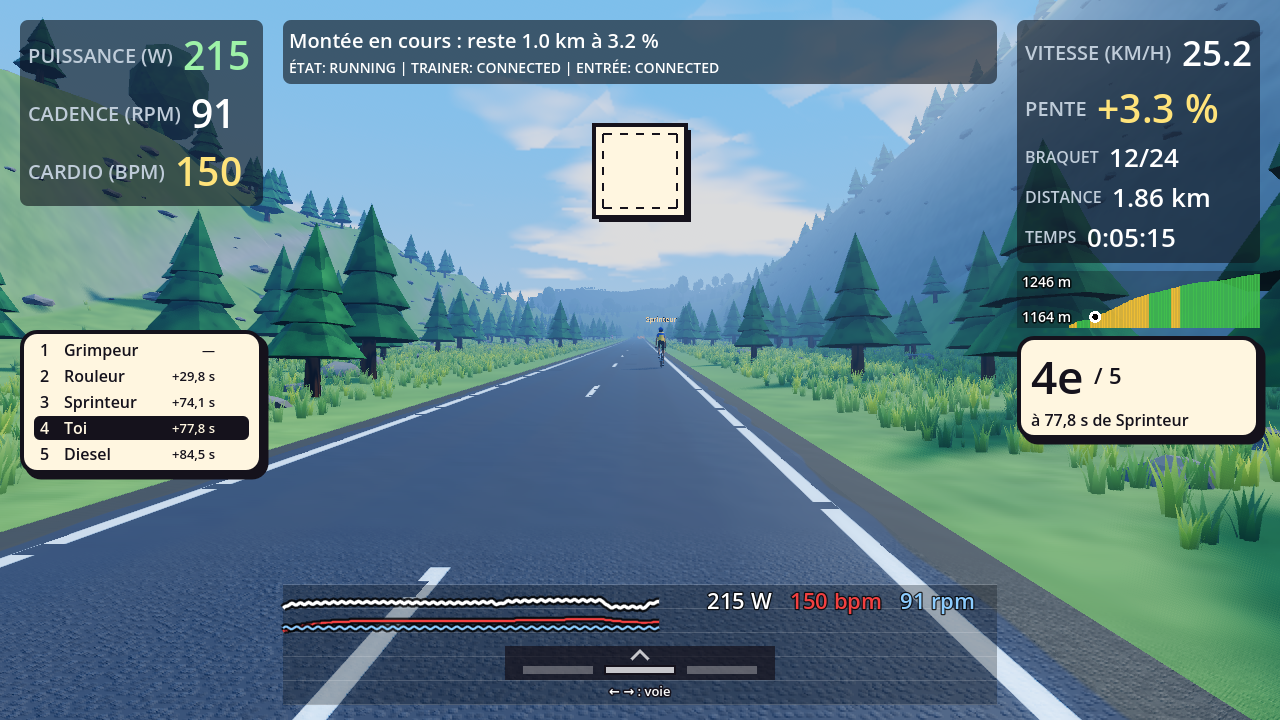 PUISSANCE (W) 215
CADENCE (RPM) 91
CARDIO (BPM) 150
Montée en cours : reste 1.0 km à 3.2 %
ÉTAT: RUNNING | TRAINER: CONNECTED | ENTRÉE: CONNECTED
VITESSE (KM/H) 25.2
PENTE +3.3 %
BRAQUET 12/24
DISTANCE 1.86 km
TEMPS 0:05:15
1246 m
1164 m
Sprinteur
1 Grimpeur —
2 Rouleur +29,8 s
3 Sprinteur +74,1 s
4 Toi +77,8 s
5 Diesel +84,5 s
4e / 5
à 77,8 s de Sprinteur
215 W 150 bpm 91 rpm
← → : voie